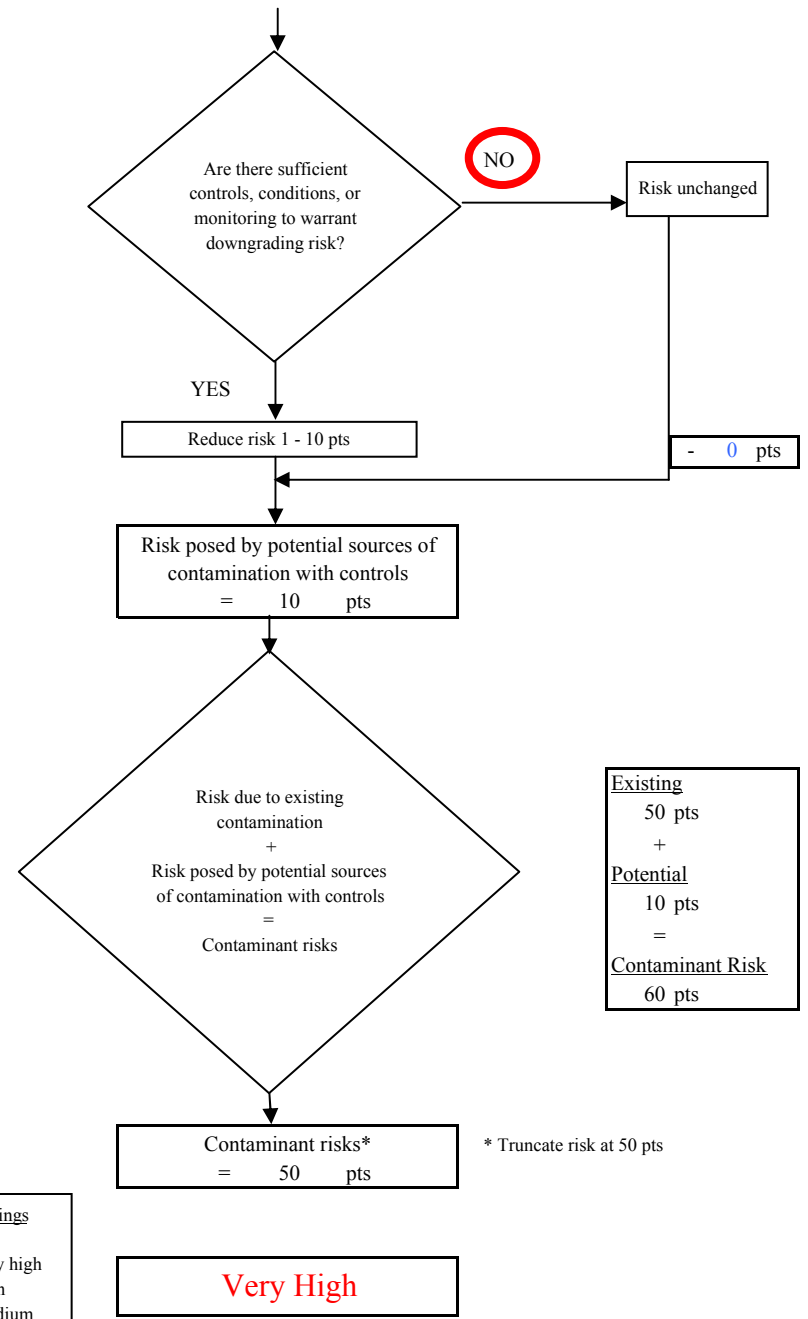 Are there sufficient
controls, conditions, or
monitoring to warrant
downgrading risk?
NO
Risk unchanged
YES
Reduce risk 1 - 10 pts
- 0 pts
Risk posed by potential sources of
contamination with controls
= 10 pts
Risk due to existing
contamination
+
Risk posed by potential sources
of contamination with controls
=
Contaminant risks
Existing
50 pts
+
Potential
10 pts
=
Contaminant Risk
60 pts
Contaminant risks*
= 50 pts
* Truncate risk at 50 pts
high
Very High